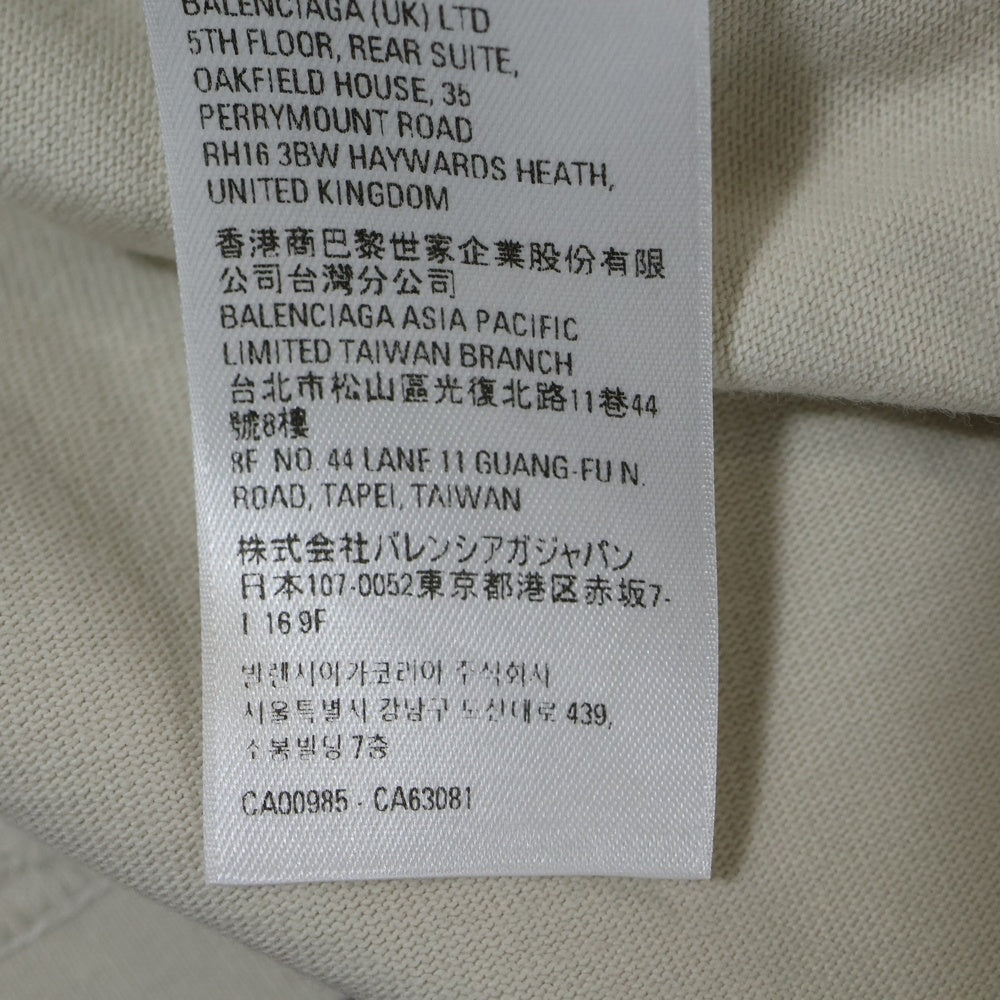 BALENCIAGA (UK) LTD
5TH FLOOR, REAR SUITE,
OAKFIELD HOUSE, 35
PERRYMOUNT ROAD
RH16 3BW HAYWARDS HEATH,
UNITED KINGDOM
香港商巴黎世家企業股份有限
公司台灣分公司
BALENCIAGA ASIA PACIFIC
LIMITED TAIWAN BRANCH
台北市松山區光復北路11巷44
號8樓
8F NO. 44 LANE 11 GUANG-FU N.
ROAD, TAPEI, TAIWAN
株式会社バレンシアガジャパン
日本107-0052東京都港区赤坂7-
1 16 9F
발렌시아가코리아 주식회사
서울특별시 강남구 도산대로 439,
소봉빌딩 7층
CA00985 - CA63081